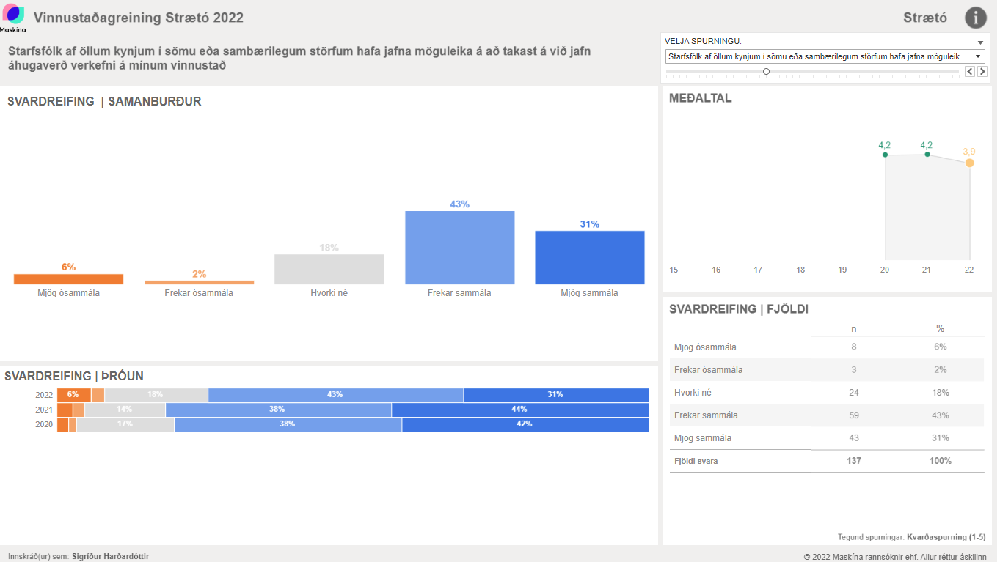 Maskína
Vinnustaðagreining Strætó 2022
Strætó
i
Starfsfólk af öllum kynjum í sömu eða sambærilegum störfum hafa jafna möguleika á að takast á við jafn
áhugaverð verkefni á mínum vinnustað
VELJA SPURNINGU:
Starfsfólk af öllum kynjum í sömu eða sambærilegum störfum hafa jafna möguleik...
SVARDREIFING | SAMANBURÐUR
6%
2%
18%
43%
31%
Mjög ósammála
Frekar ósammála
Hvorki né
Frekar sammála
Mjög sammála
SVARDREIFING | ÞRÓUN
2022 6% 18% 43% 31%
2021 14% 38% 44%
2020 17% 38% 42%
MEÐALTAL
4,2 4,2 3,9
15 16 17 18 19 20 21 22
SVARDREIFING | FJÖLDI
n %
Mjög ósammála 8 6%
Frekar ósammála 3 2%
Hvorki né 24 18%
Frekar sammála 59 43%
Mjög sammála 43 31%
Fjöldi svara 137 100%
Tegund spurningar: Kvarðaspurning (1-5)
Innskráð(ur) sem: Sigríður Harðardóttir
© 2022 Maskína rannsóknir ehf. Allur réttur áskilinn